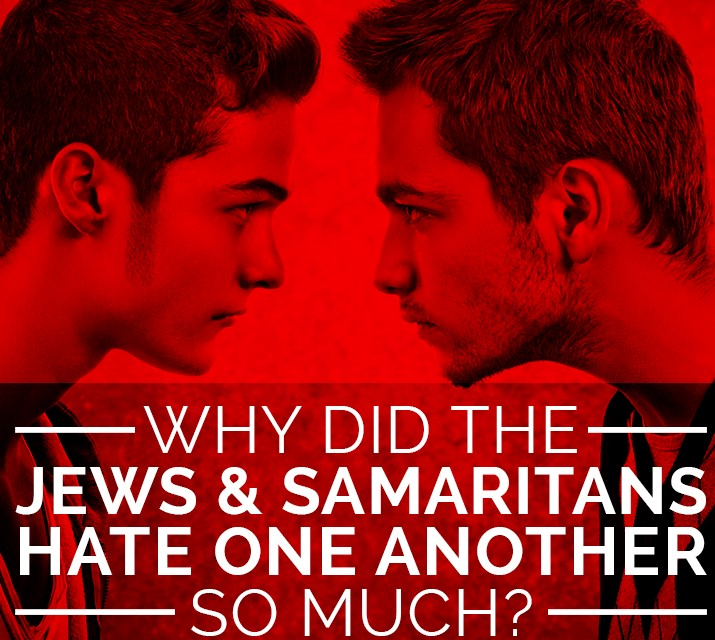 WHY DID THE
JEWS & SAMARITANS
HATE ONE ANOTHER
SO MUCH?